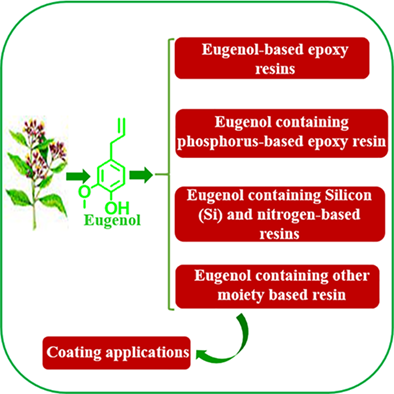 Eugenol-based epoxy
resins
Eugenol containing
phosphorus-based epoxy resin
O
OH
Eugenol
Eugenol containing Silicon
(Si) and nitrogen-based
resins
Eugenol containing other
moiety based resin
Coating applications